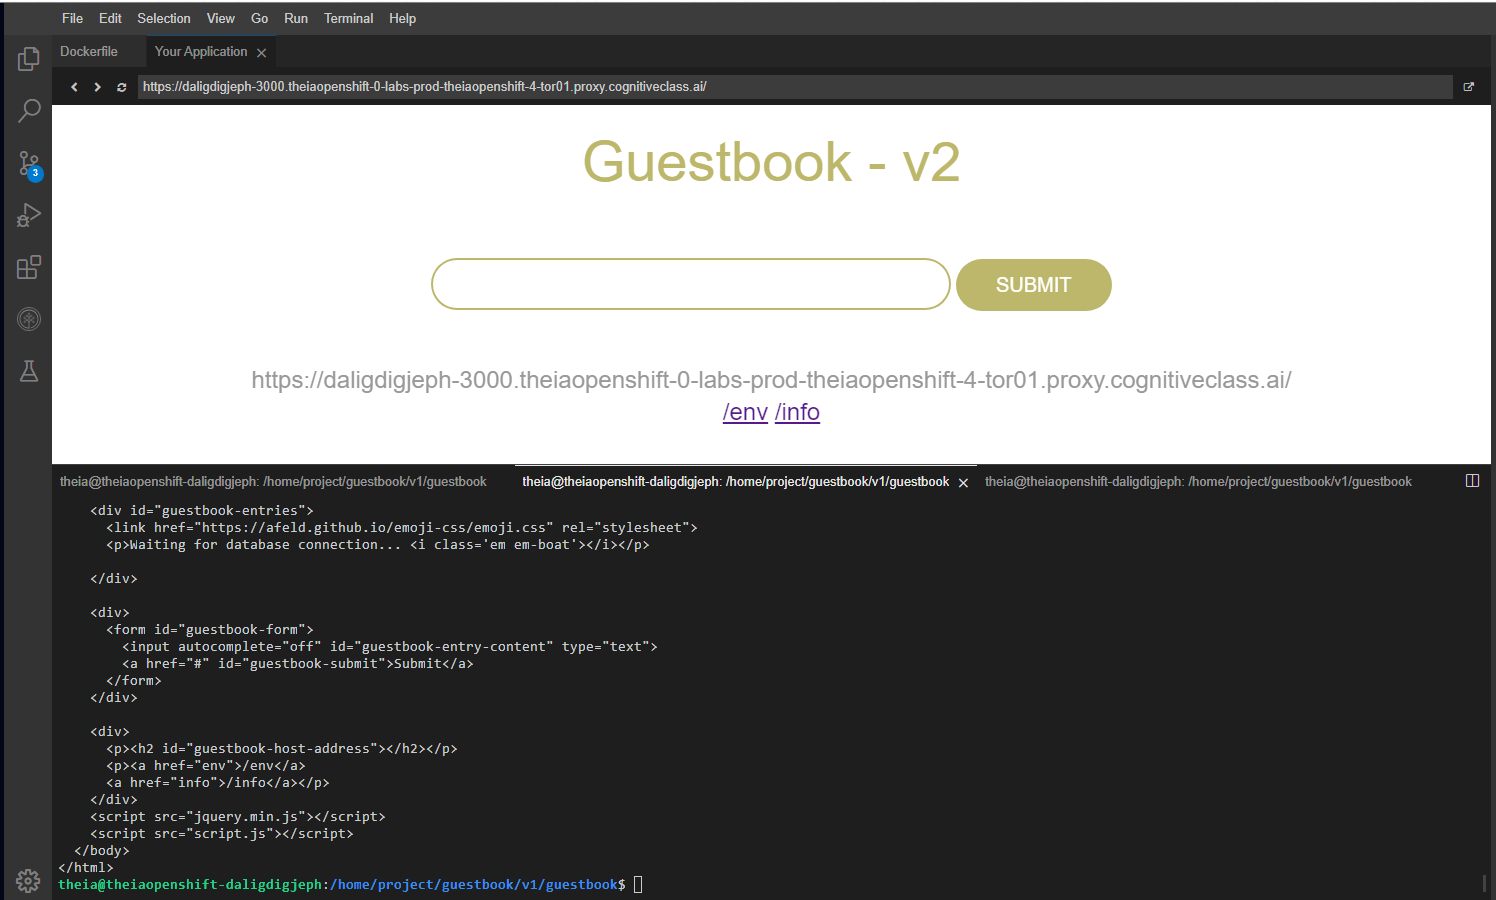 File Edit Selection View Go Run Terminal Help
Dockerfile Your Application
https://daligdigjeph-3000.theiaopenshift-0-labs-prod-theiaopenshift-4-tor01.proxy.cognitiveclass.ai/
Guestbook - v2
SUBMIT
https://daligdigjeph-3000.theiaopenshift-0-labs-prod-theiaopenshift-4-tor01.proxy.cognitiveclass.ai/
/env /info
3
theia@theiaopenshift-daligdigjeph: /home/project/guestbook/v1/guestbook theia@theiaopenshift-daligdigjeph: /home/project/guestbook/v1/guestbook theia@theiaopenshift-daligdigjeph: /home/project/guestbook/v1/guestbook
<div id="guestbook-entries">
<link href="https://afeld.github.io/emoji-css/emoji.css" rel="stylesheet">
<p>Waiting for database connection... <i class='em em-boat'></i></p>
</div>
<div>
<form id="guestbook-form">
<input autocomplete="off" id="guestbook-entry-content" type="text">
<a href="#" id="guestbook-submit">Submit</a>
</form>
</div>
<div>
<p><h2 id="guestbook-host-address"></h2></p>
<p><a href="env">/env</a>
<a href="info">/info</a></p>
</div>
<script src="jquery.min.js"></script>
<script src="script.js"></script>
</body>
</html>
theia@theiaopenshift-daligdigjeph:/home/project/guestbook/v1/guestbook$